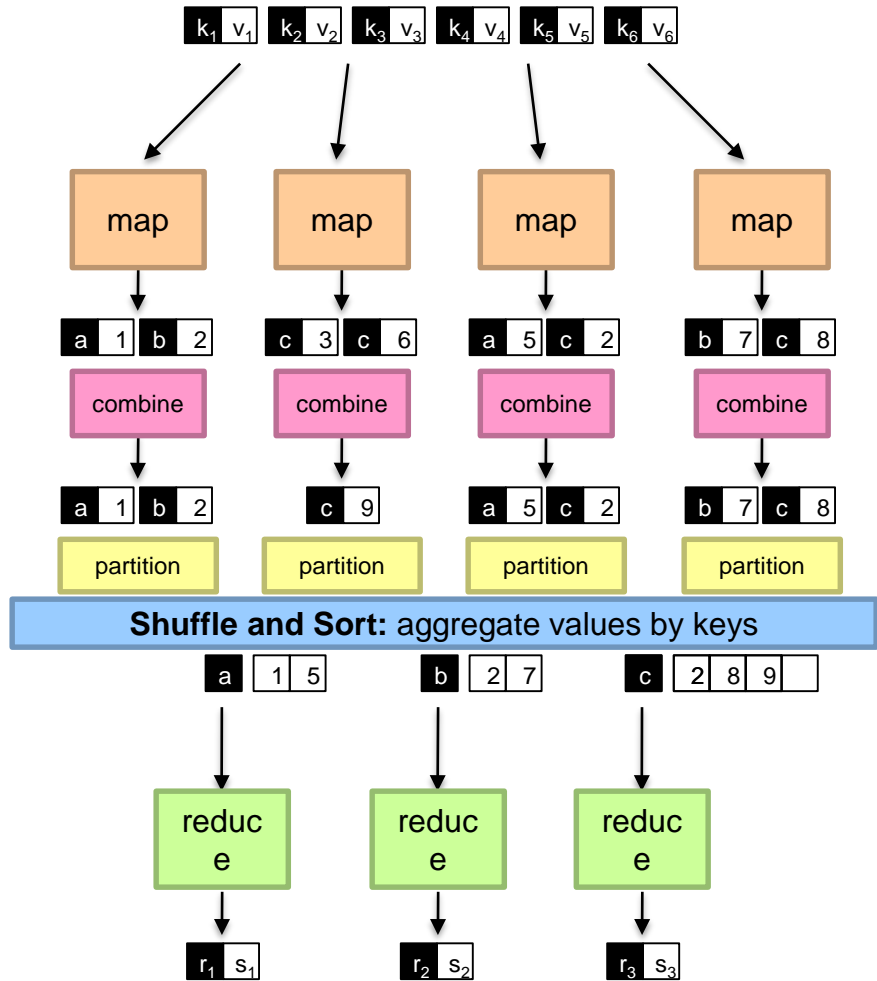 k1 v1 k2 v2 k3 v3 k4 v4 k5 v5 k6 v6
map map map map
a 1 b 2 c 3 c 6 a 5 c 2 b 7 c 8
combine combine combine combine
a 1 b 2 c 9 a 5 c 2 b 7 c 8
partition partition partition partition
Shuffle and Sort: aggregate values by keys
a 1 5 b 2 7 c 2 8 9
reduc reduc reduc
e e e
r1 s1 r2 s2 r3 s3